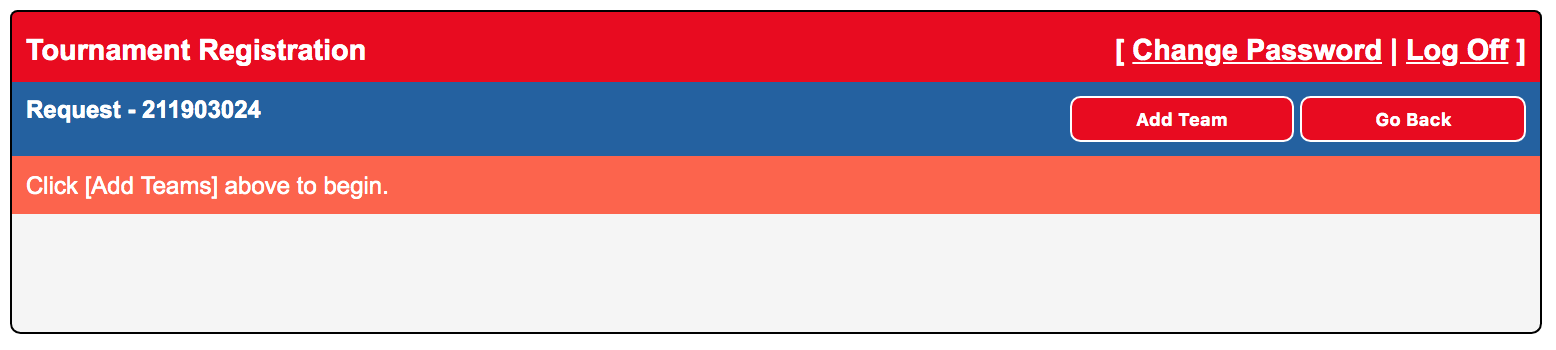 Tournament Registration [ Change Password | Log Off ]
Request - 211903024 Add Team Go Back
Click [Add Teams] above to begin.